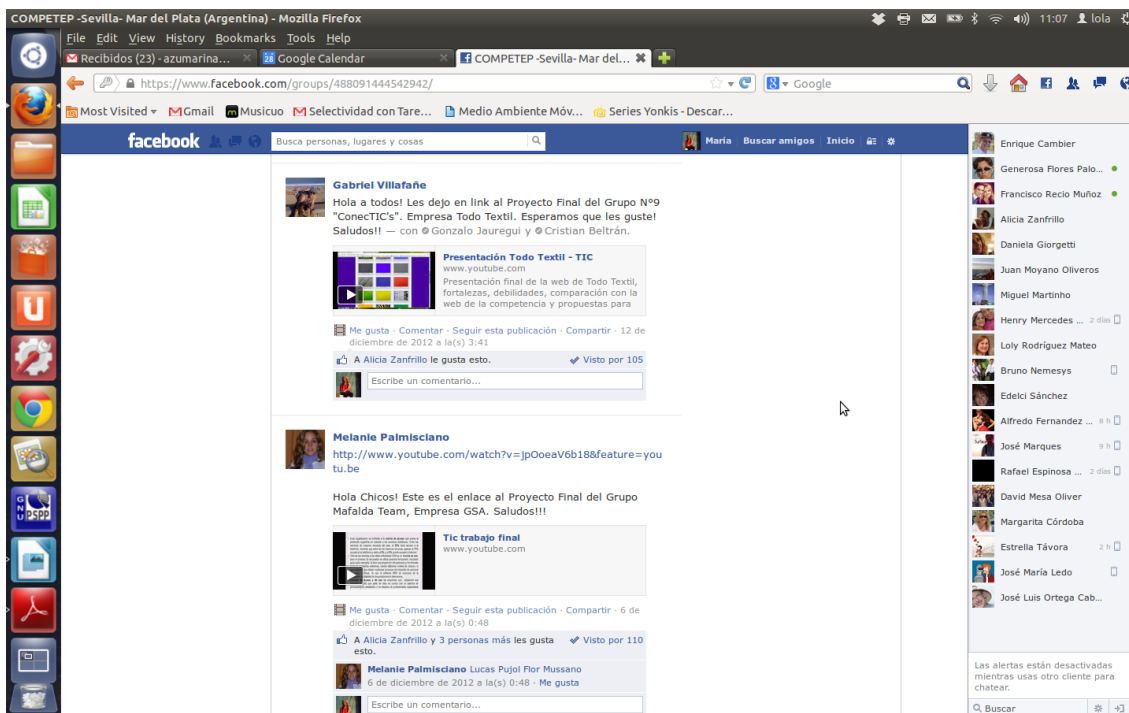 COMPETEP -Sevilla- Mar del Plata (Argentina) - Mozilla Firefox
11:07 lola
File Edit View History Bookmarks Tools Help
Recibidos (23) - azumarina...
28 Google Calendar
COMPETEP -Sevilla- Mar del...
https://www.facebook.com/groups/488091444542942/
Google
Most Visited
Gmail
Musicuo
Selectividad con Tare...
Medio Ambiente Móv...
Series Yonkis - Descar...
facebook
Busca personas, lugares y cosas
María Buscar amigos Inicio
Gabriel Villafañe
Hola a todos! Les dejo en link al Proyecto Final del Grupo Nº9
"ConecTIC's". Empresa Todo Textil. Esperamos que les guste!
Saludos!! — con Gonzalo Jauregui y Cristian Beltrán.
Presentación Todo Textil - TIC
www.youtube.com
Presentación final de la web de Todo Textil,
fortalezas, debilidades, comparación con la
web de la competencia y propuestas para
Me gusta · Comentar · Seguir esta publicación · Compartir · 12 de
diciembre de 2012 a la(s) 3:41
A Alicia Zanfrillo le gusta esto.
Visto por 105
Escribe un comentario...
Melanie Palmisciano
http://www.youtube.com/watch?v=jpOoeaV6b18&feature=you
tu.be
Hola Chicos! Este es el enlace al Proyecto Final del Grupo
Mafalda Team, Empresa GSA. Saludos!!!
Tic trabajo final
www.youtube.com
Me gusta · Comentar · Seguir esta publicación · Compartir · 6 de
diciembre de 2012 a la(s) 0:48
A Alicia Zanfrillo y 3 personas más les gusta
esto.
Visto por 110
Melanie Palmisciano Lucas Pujol Flor Mussano
6 de diciembre de 2012 a la(s) 0:48 · Me gusta
Escribe un comentario...
Enrique Cambier
Generosa Flores Palo...
Francisco Recio Muñoz
Alicia Zanfrillo
Daniela Giorgetti
Juan Moyano Oliveros
Miguel Martinho
Henry Mercedes ... 2 días
Loly Rodríguez Mateo
Bruno Nemesys
Edelci Sánchez
Alfredo Fernandez ... 8 h
José Marques 9 h
Rafael Espinosa ... 2 días
David Mesa Oliver
Margarita Córdoba
Estrella Távora 2 h
José María Ledo
José Luis Ortega Cab...
Las alertas están desactivadas
mientras usas otro cliente para
chatear.
Buscar
GNU PSPP